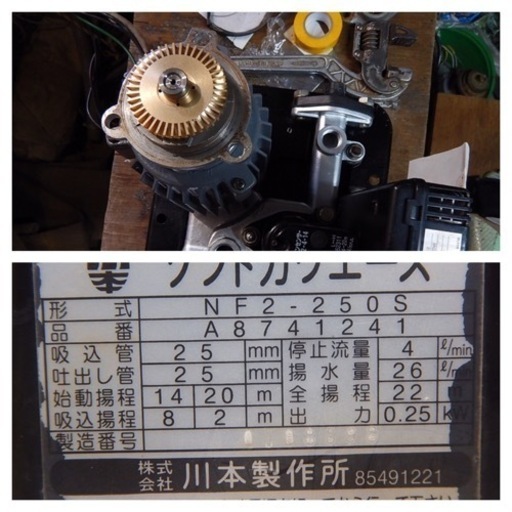 ソフトカワエース
形式 NF2-250S
品番 A8741241
吸込管 25 mm 停止流量 4 ℓ/min
吐出し管 25 mm 揚水量 26 ℓ/min
始動揚程 14 20 m 全揚程 22 m
吸込揚程 8 2 m 出力 0.25 kW
製造番号
株式会社 川本製作所 85491221